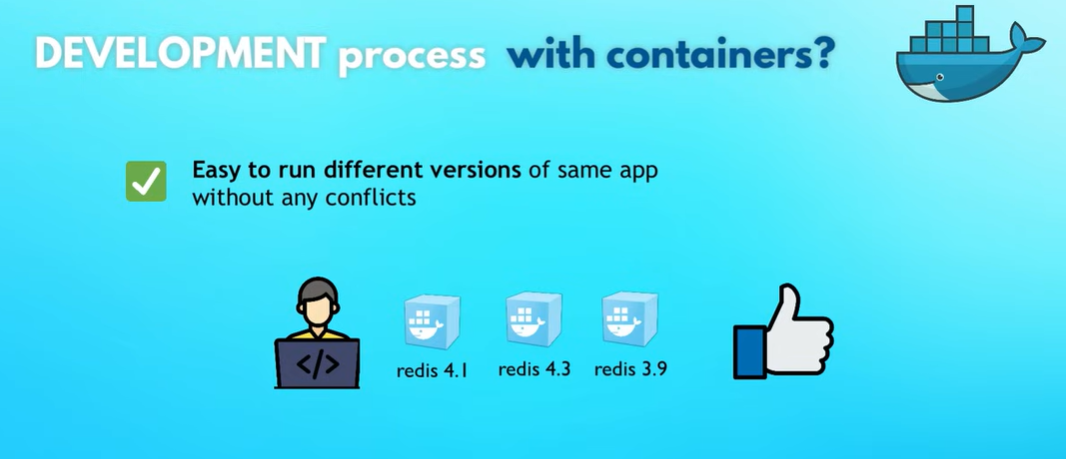 DEVELOPMENT process with containers?
Easy to run different versions of same app
without any conflicts
</>
redis 4.1
redis 4.3
redis 3.9